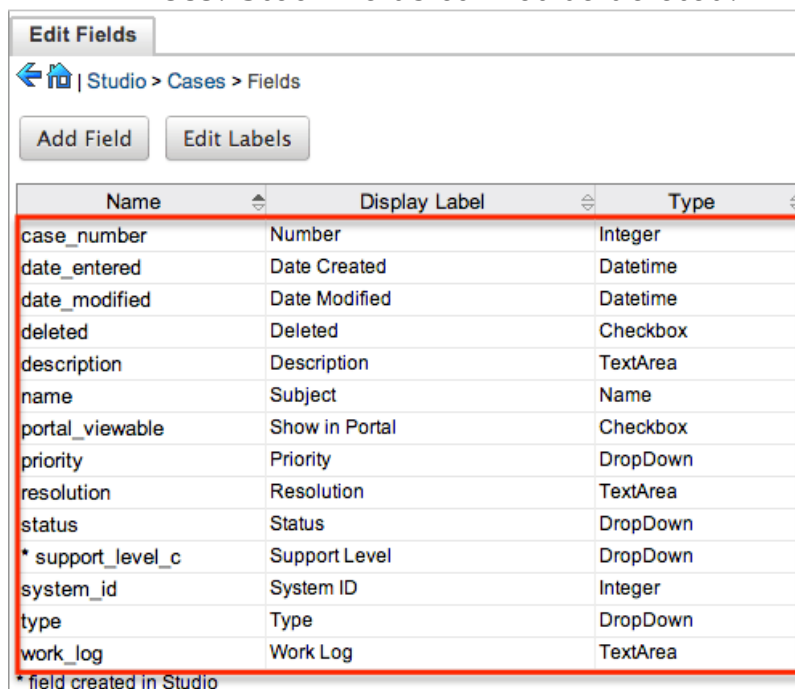 Edit Fields
| Studio > Cases > Fields
Add Field Edit Labels
Name Display Label Type
case_number Number Integer
date_entered Date Created Datetime
date_modified Date Modified Datetime
deleted Deleted Checkbox
description Description TextArea
name Subject Name
portal_viewable Show in Portal Checkbox
priority Priority DropDown
resolution Resolution TextArea
status Status DropDown
* support_level_c Support Level DropDown
system_id System ID Integer
type Type DropDown
work_log Work Log TextArea
* field created in Studio